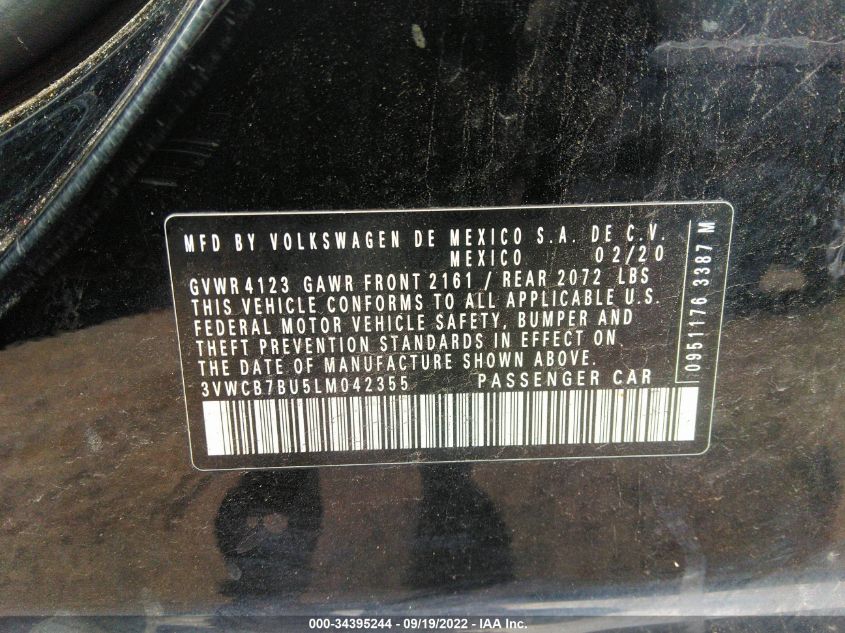 MFD BY VOLKSWAGEN DE MEXICO S.A. DE C.V.
MEXICO 02/20
GVWR 4123 GAWR FRONT 2161 / REAR 2072 LBS
THIS VEHICLE CONFORMS TO ALL APPLICABLE U.S.
FEDERAL MOTOR VEHICLE SAFETY, BUMPER AND
THEFT PREVENTION STANDARDS IN EFFECT ON
THE DATE OF MANUFACTURE SHOWN ABOVE.
3VWCB7BU5LM042355 PASSENGER CAR
0951176 3387 M
000-34395244 - 09/19/2022 - IAA Inc.